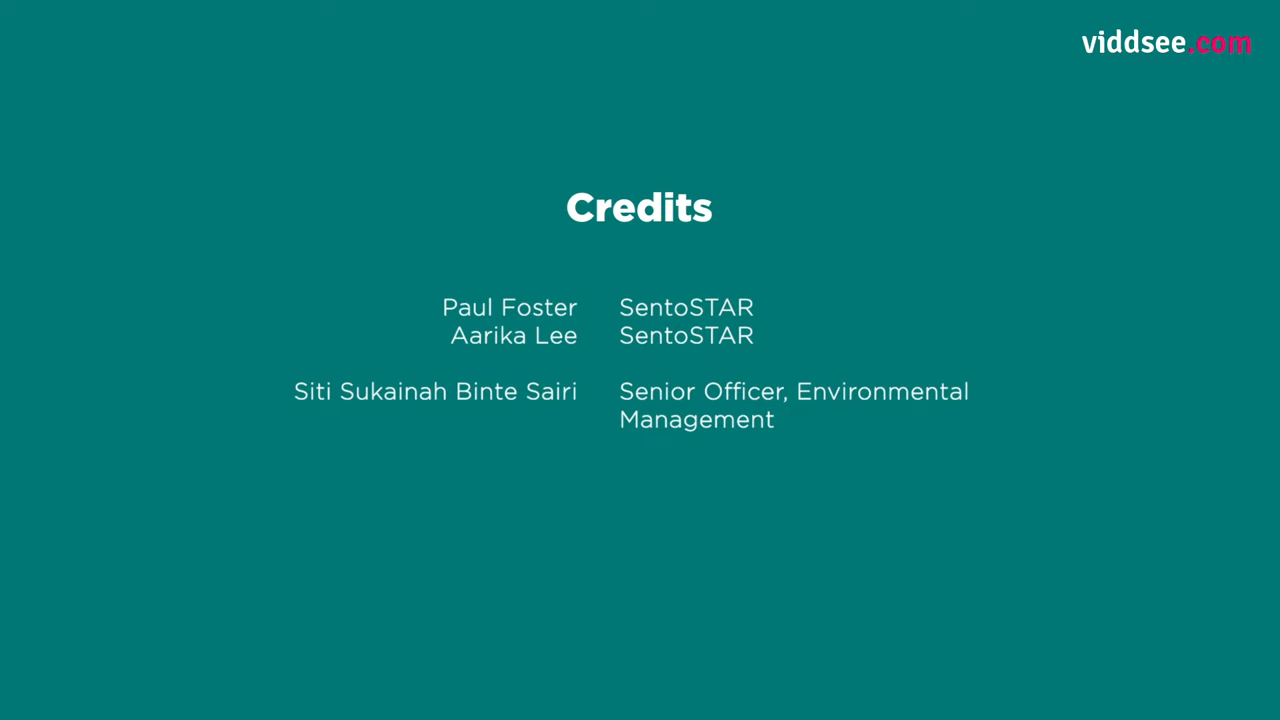 viddsee.com
Credits
Paul Foster SentoSTAR
Aarika Lee SentoSTAR
Siti Sukainah Binte Sairi Senior Officer, Environmental
Management